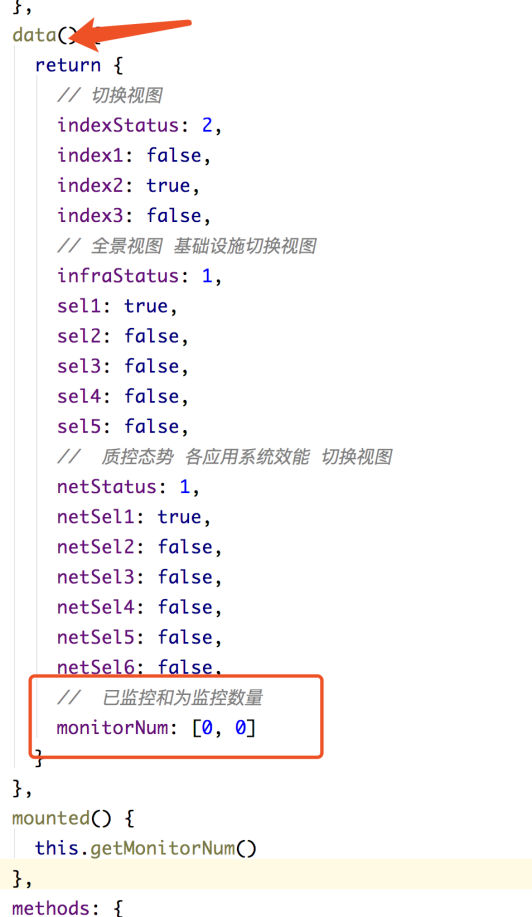 },
data() {
return {
// 切换视图
indexStatus: 2,
index1: false,
index2: true,
index3: false,
// 全景视图 基础设施切换视图
infraStatus: 1,
sel1: true,
sel2: false,
sel3: false,
sel4: false,
sel5: false,
// 质控态势 各应用系统效能 切换视图
netStatus: 1,
netSel1: true,
netSel2: false,
netSel3: false,
netSel4: false,
netSel5: false,
netSel6: false,
// 已监控和为监控数量
monitorNum: [0, 0]
}
},
mounted() {
this.getMonitorNum()
},
methods: {